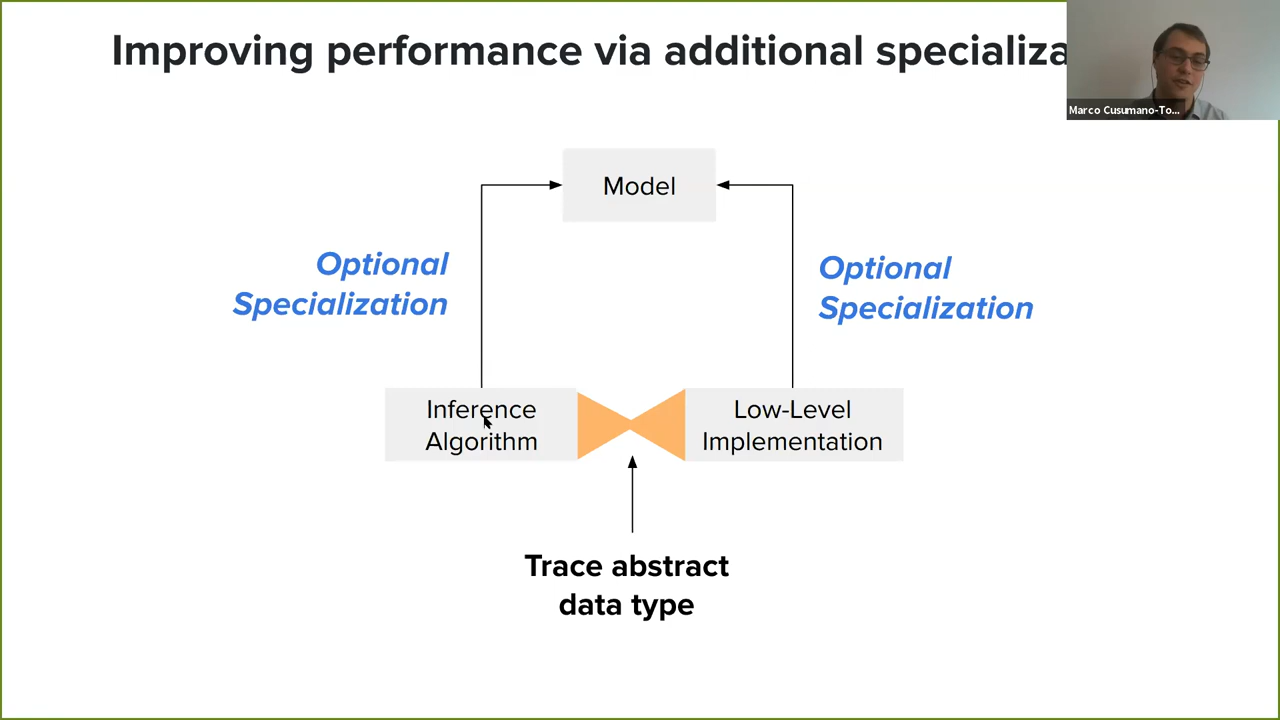 Improving performance via additional specializa
Marco Cusumano-To...
Model
Optional
Specialization
Optional
Specialization
Inference
Algorithm
Low-Level
Implementation
Trace abstract
data type